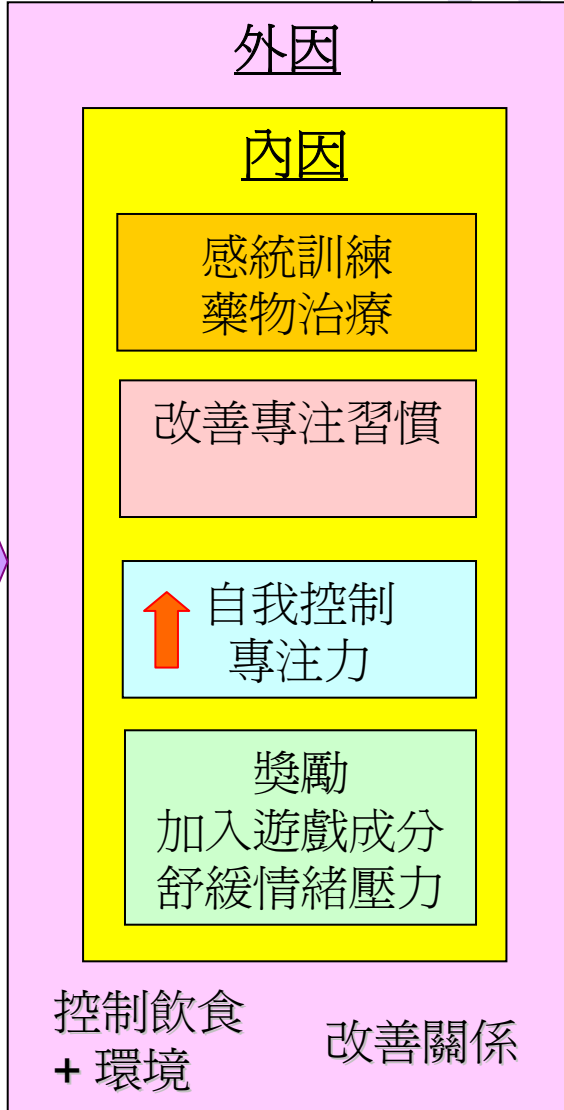 外因
內因
感統訓練
藥物治療
改善專注習慣
自我控制
專注力
獎勵
加入遊戲成分
舒緩情緒壓力
控制飲食
+ 環境
改善關係